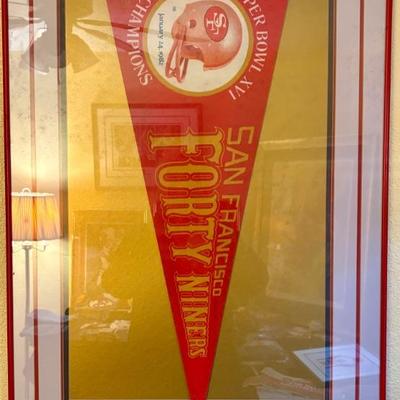 PER BOWL XVI
CHAMPIONS
January 24, 1982
SF
SAN FRANCISCO
FORTY NINERS